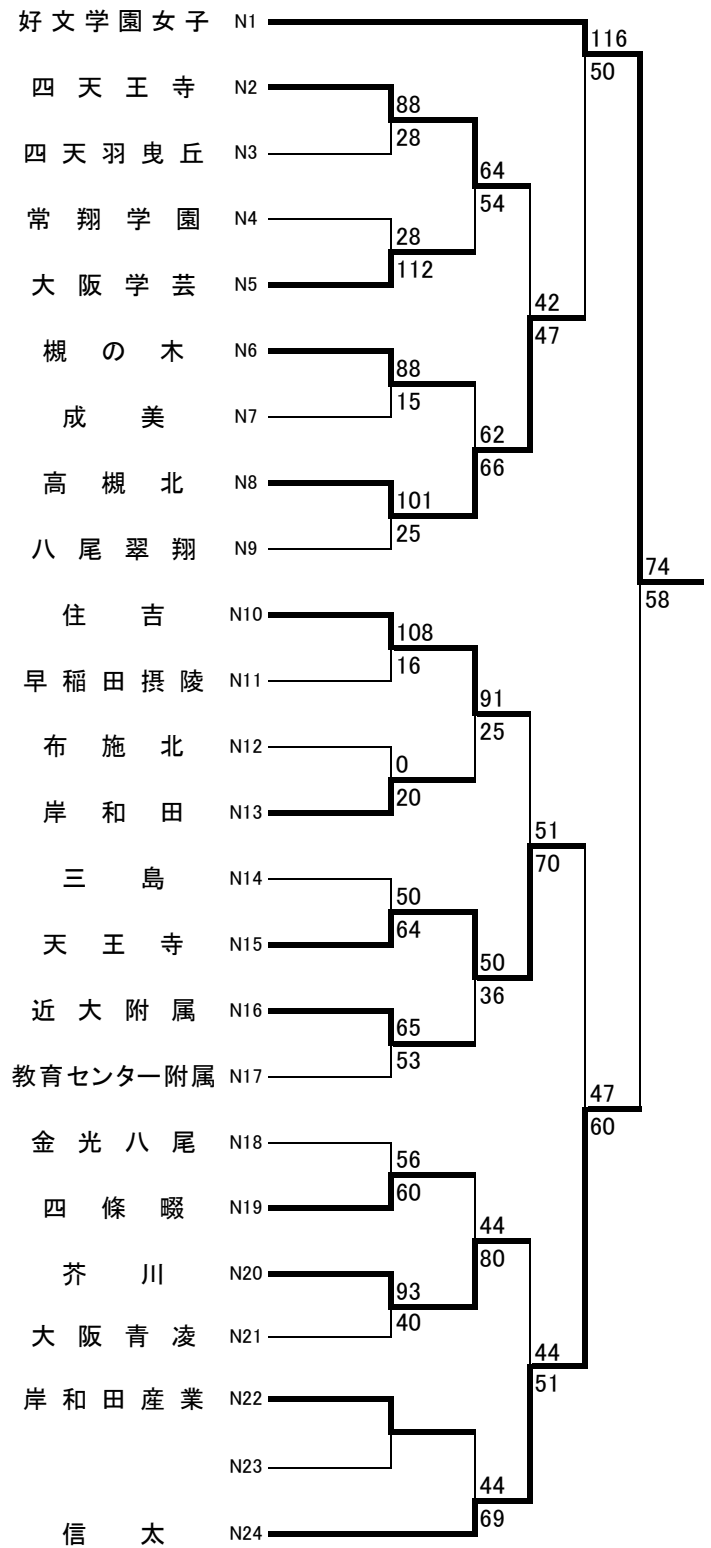 好文学園女子 N1
116
50
四天王寺 N2
88
28
四天羽曳丘 N3
64
54
常翔学園 N4
28
112
大阪学芸 N5
42
47
槻の木 N6
88
15
成美 N7
62
66
高槻北 N8
101
25
八尾翠翔 N9
74
58
住吉 N10
108
16
早稲田摂陵 N11
91
25
布施北 N12
0
20
岸和田 N13
51
70
三島 N14
50
64
天王寺 N15
50
36
近大附属 N16
65
53
教育センター附属 N17
47
60
金光八尾 N18
56
60
四條畷 N19
44
80
芥川 N20
93
40
大阪青凌 N21
44
51
岸和田産業 N22
N23
44
69
信太 N24